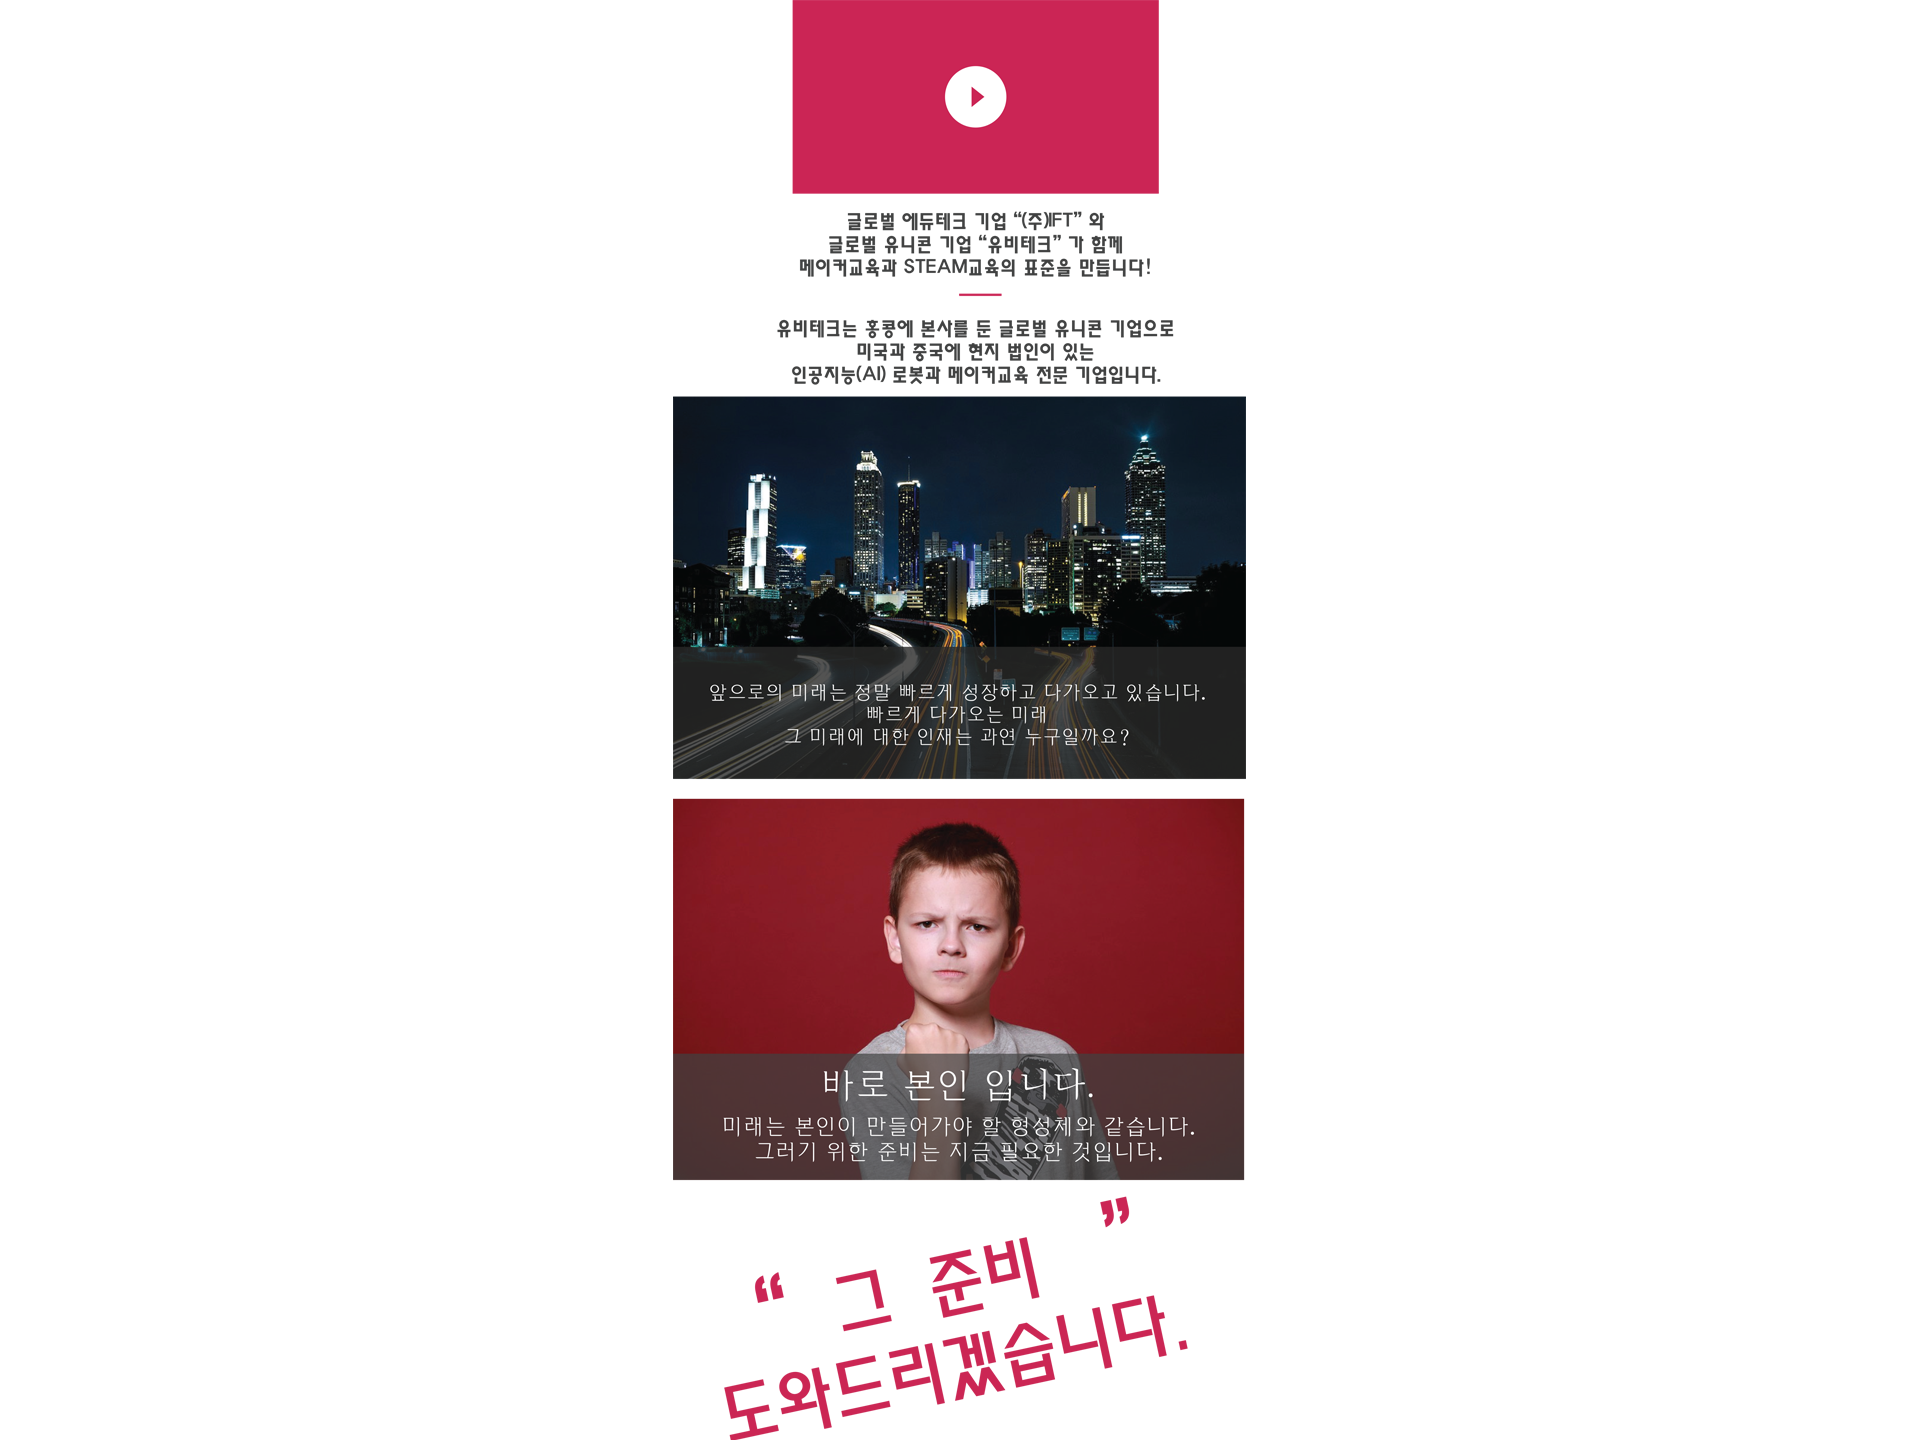 글로벌 에듀테크 기업 “(주)IFT” 와
글로벌 유니콘 기업 “유비테크” 가 함께
메이커교육과 STEAM교육의 표준을 만듭니다!
유비테크는 홍콩에 본사를 둔 글로벌 유니콘 기업으로
미국과 중국에 현지 법인이 있는
인공지능(AI) 로봇과 메이커교육 전문 기업입니다.
앞으로의 미래는 정말 빠르게 성장하고 다가오고 있습니다.
빠르게 다가오는 미래
그 미래에 대한 인재는 과연 누구일까요?
바로 본인 입니다.
미래는 본인이 만들어가야 할 형성체와 같습니다.
그러기 위한 준비는 지금 필요한 것입니다.
“ 그 준비 ”
도와드리겠습니다.